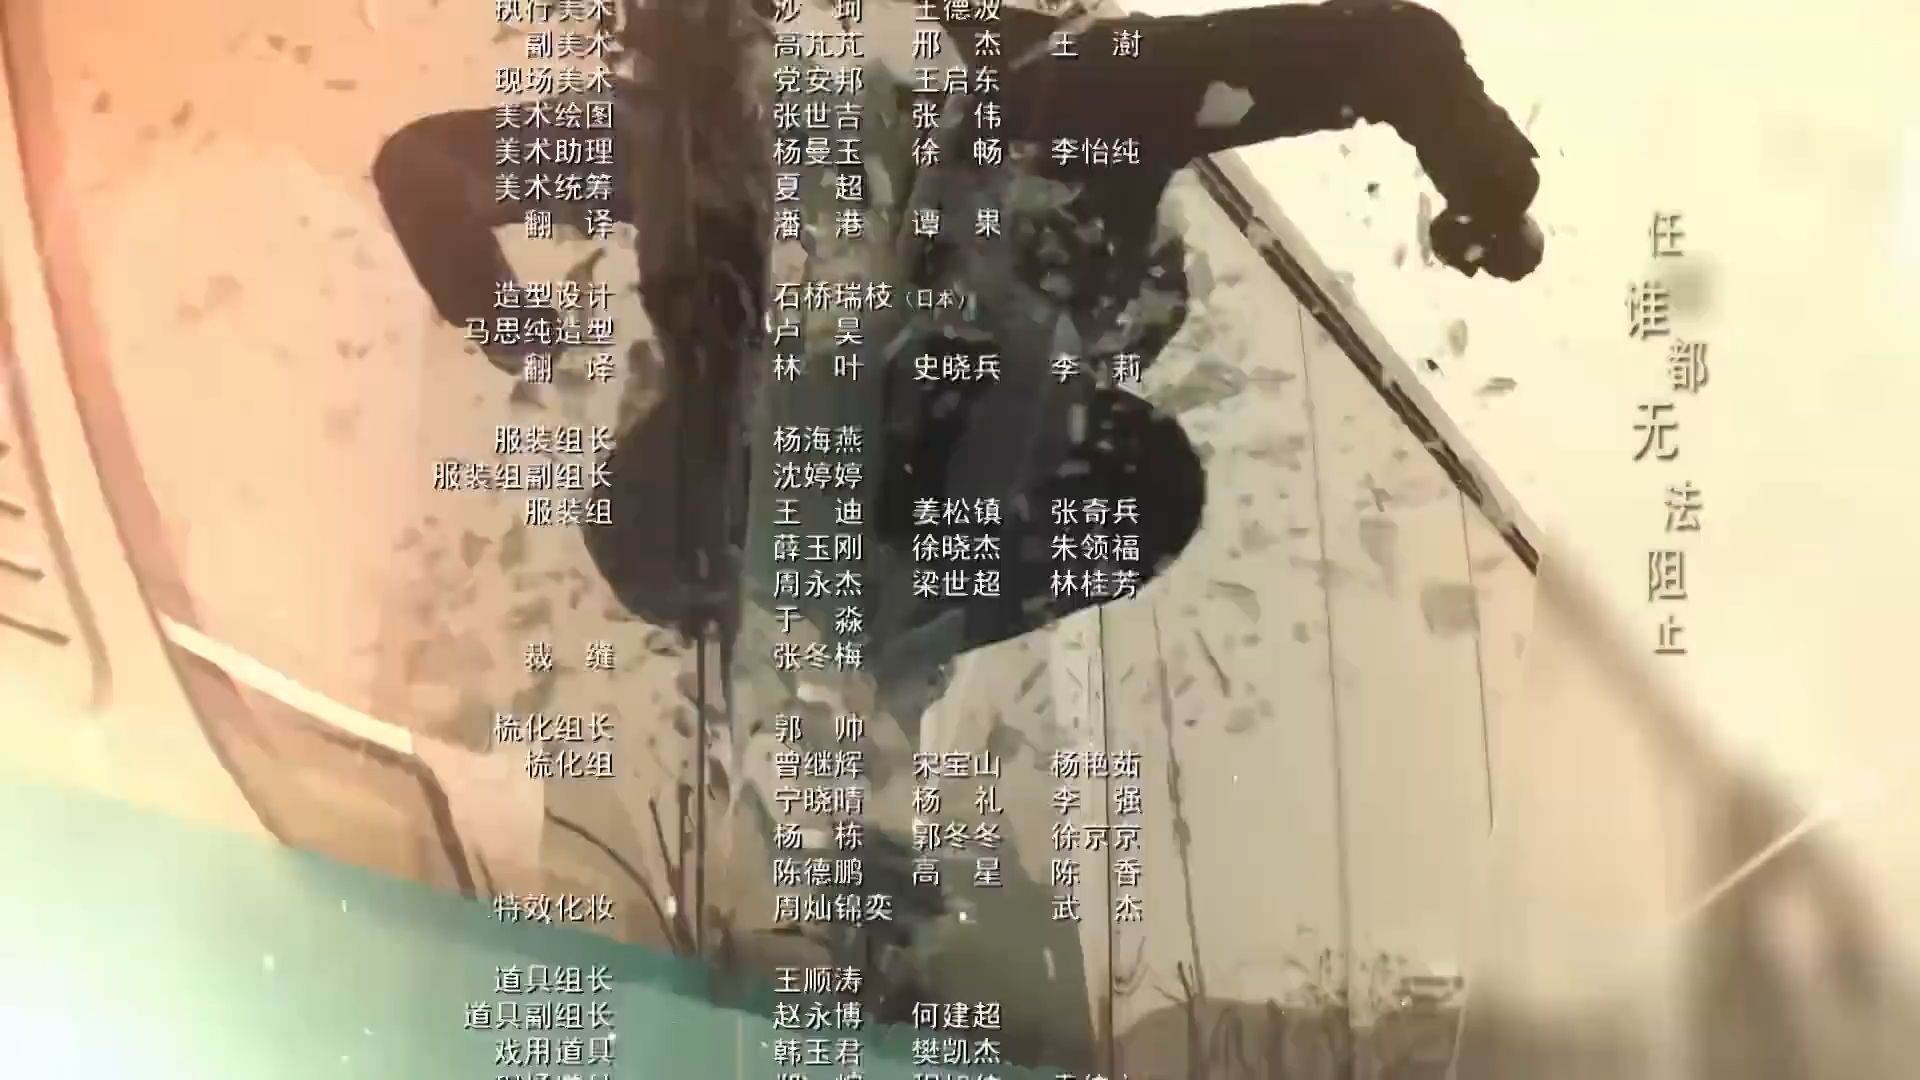 执行美术 沙 珂 王德波
副美术 高芃芃 邢 杰 王 澍
现场美术 党安邦 王启东
美术绘图 张世吉 张 伟
美术助理 杨曼玉 徐 畅 李怡纯
美术统筹 夏 超
翻 译 潘 港 谭 果
造型设计 石桥瑞枝（日本）
马思纯造型 卢 昊
翻 译 林 叶 史晓兵 李 莉
服装组长 杨海燕
服装组副组长 沈婷婷
服装组 王 迪 姜松镇 张奇兵
薛玉刚 徐晓杰 朱领福
周永杰 梁世超 林桂芳
于 淼
裁 缝 张冬梅
梳化组长 郭 帅
梳化组 曾继辉 宋宝山 杨艳茹
宁晓晴 杨 礼 李 强
杨 栋 郭冬冬 徐京京
陈德鹏 高 星 陈 香
特效化妆 周灿锦奕 武 杰
道具组长 王顺涛
道具副组长 赵永博 何建超
戏用道具 韩玉君 樊凯杰
任谁都无法阻止